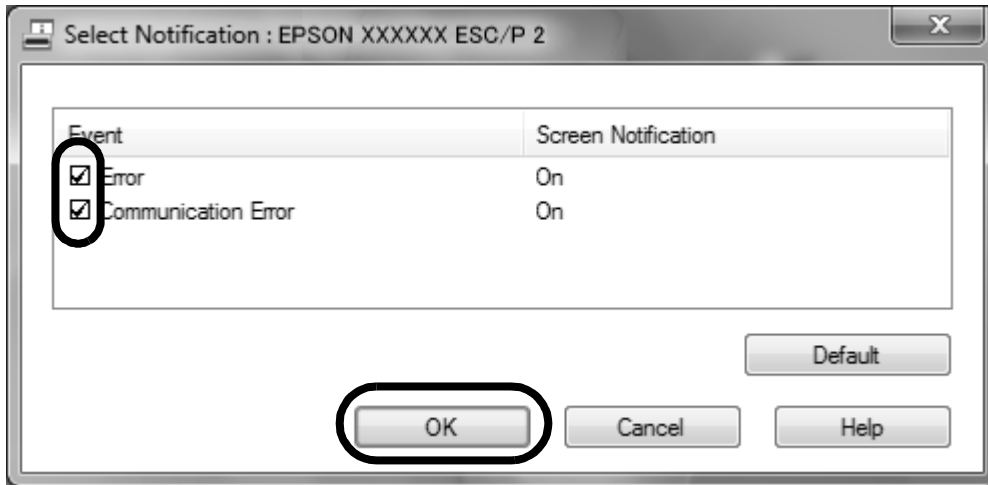 Select Notification : EPSON XXXXXX ESC/P 2
X
Event Screen Notification
Error On
Communication Error On
Default
OK Cancel Help